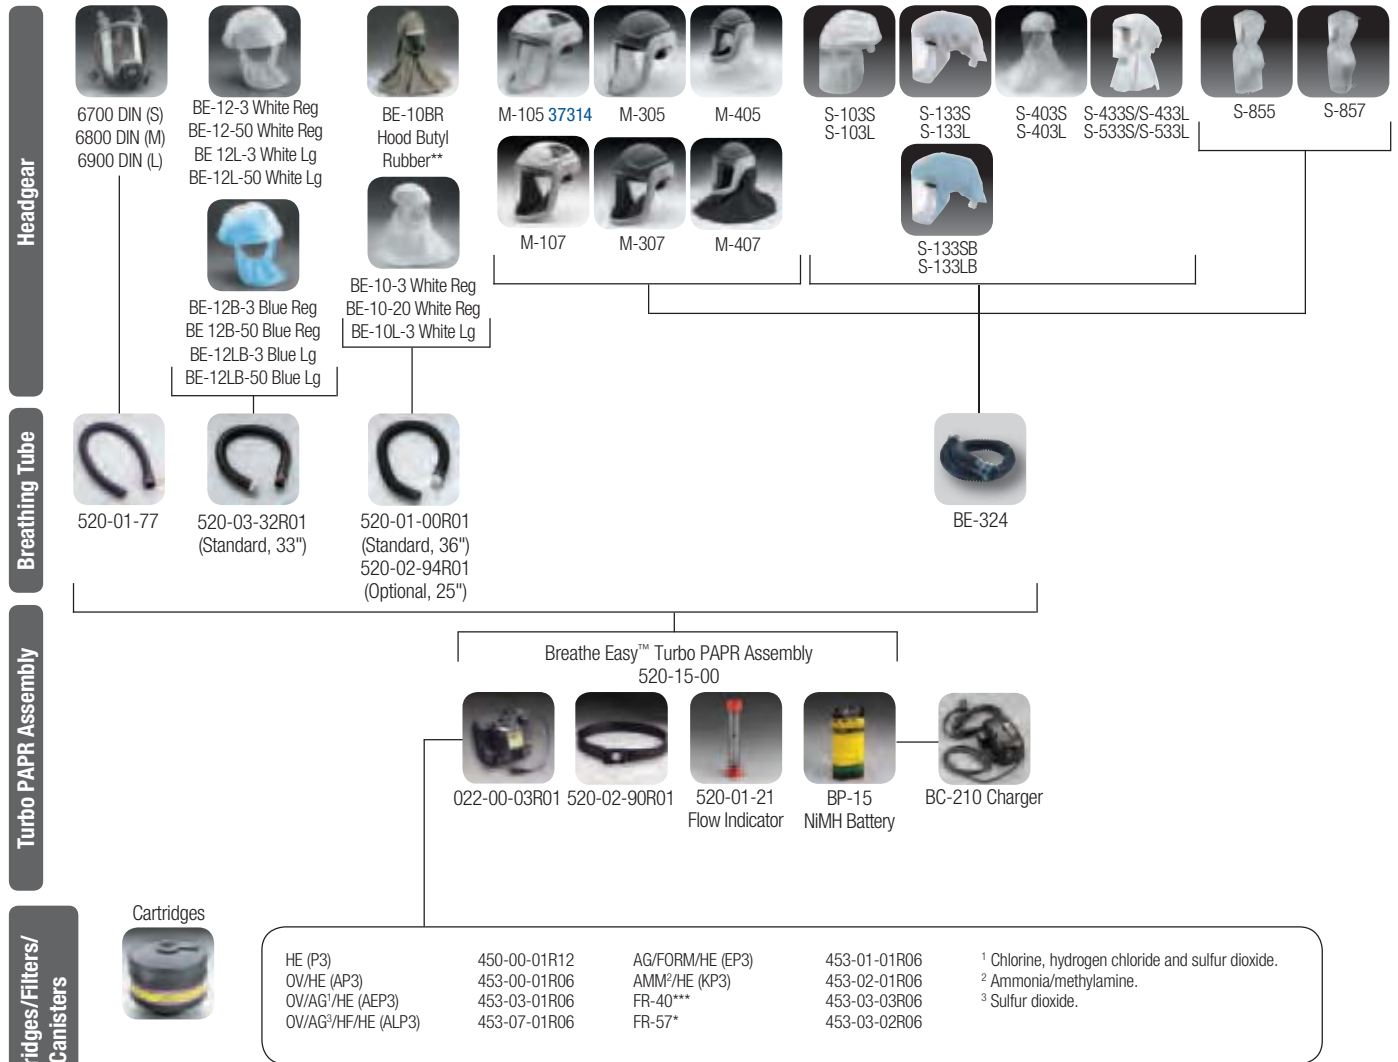 Headgear
6700 DIN (S)
6800 DIN (M)
6900 DIN (L)
BE-12-3 White Reg
BE-12-50 White Reg
BE 12L-3 White Lg
BE-12L-50 White Lg
BE-12B-3 Blue Reg
BE 12B-50 Blue Reg
BE-12LB-3 Blue Lg
BE-12LB-50 Blue Lg
BE-10BR
Hood Butyl
Rubber**
BE-10-3 White Reg
BE-10-20 White Reg
BE-10L-3 White Lg
M-105 37314
M-305
M-405
M-107
M-307
M-407
S-103S
S-103L
S-133S
S-133L
S-403S
S-403L
S-433S/S-433L
S-533S/S-533L
S-855
S-857
S-133SB
S-133LB
Breathing Tube
520-01-77
520-03-32R01
(Standard, 33")
520-01-00R01
(Standard, 36")
520-02-94R01
(Optional, 25")
BE-324
Turbo PAPR Assembly
Breathe Easy™ Turbo PAPR Assembly
520-15-00
022-00-03R01
520-02-90R01
520-01-21
Flow Indicator
BP-15
NiMH Battery
BC-210 Charger
ridges/Filters/
Canisters
Cartridges
HE (P3) 450-00-01R12
OV/HE (AP3) 453-00-01R06
OV/AG¹/HE (AEP3) 453-03-01R06
OV/AG³/HF/HE (ALP3) 453-07-01R06
AG/FORM/HE (EP3) 453-01-01R06
AMM²/HE (KP3) 453-02-01R06
FR-40*** 453-03-03R06
FR-57* 453-03-02R06
¹ Chlorine, hydrogen chloride and sulfur dioxide.
² Ammonia/methylamine.
³ Sulfur dioxide.